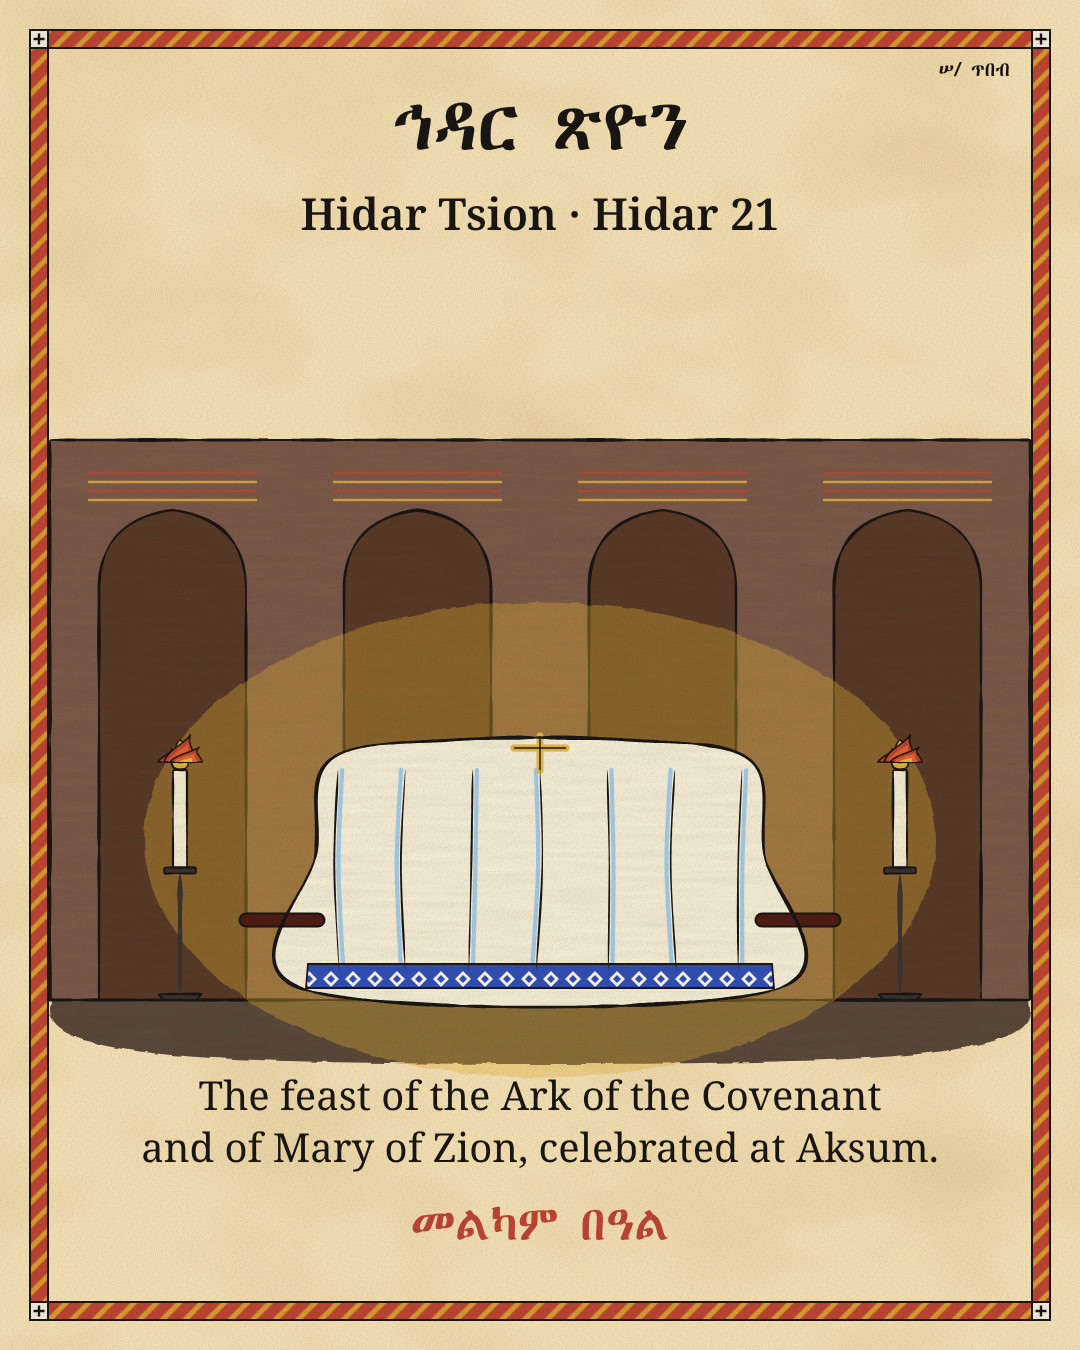 ሠ/ ጥበብ
ኅዳር ጽዮን
Hidar Tsion · Hidar 21
The feast of the Ark of the Covenant
and of Mary of Zion, celebrated at Aksum.
መልካም በዓል